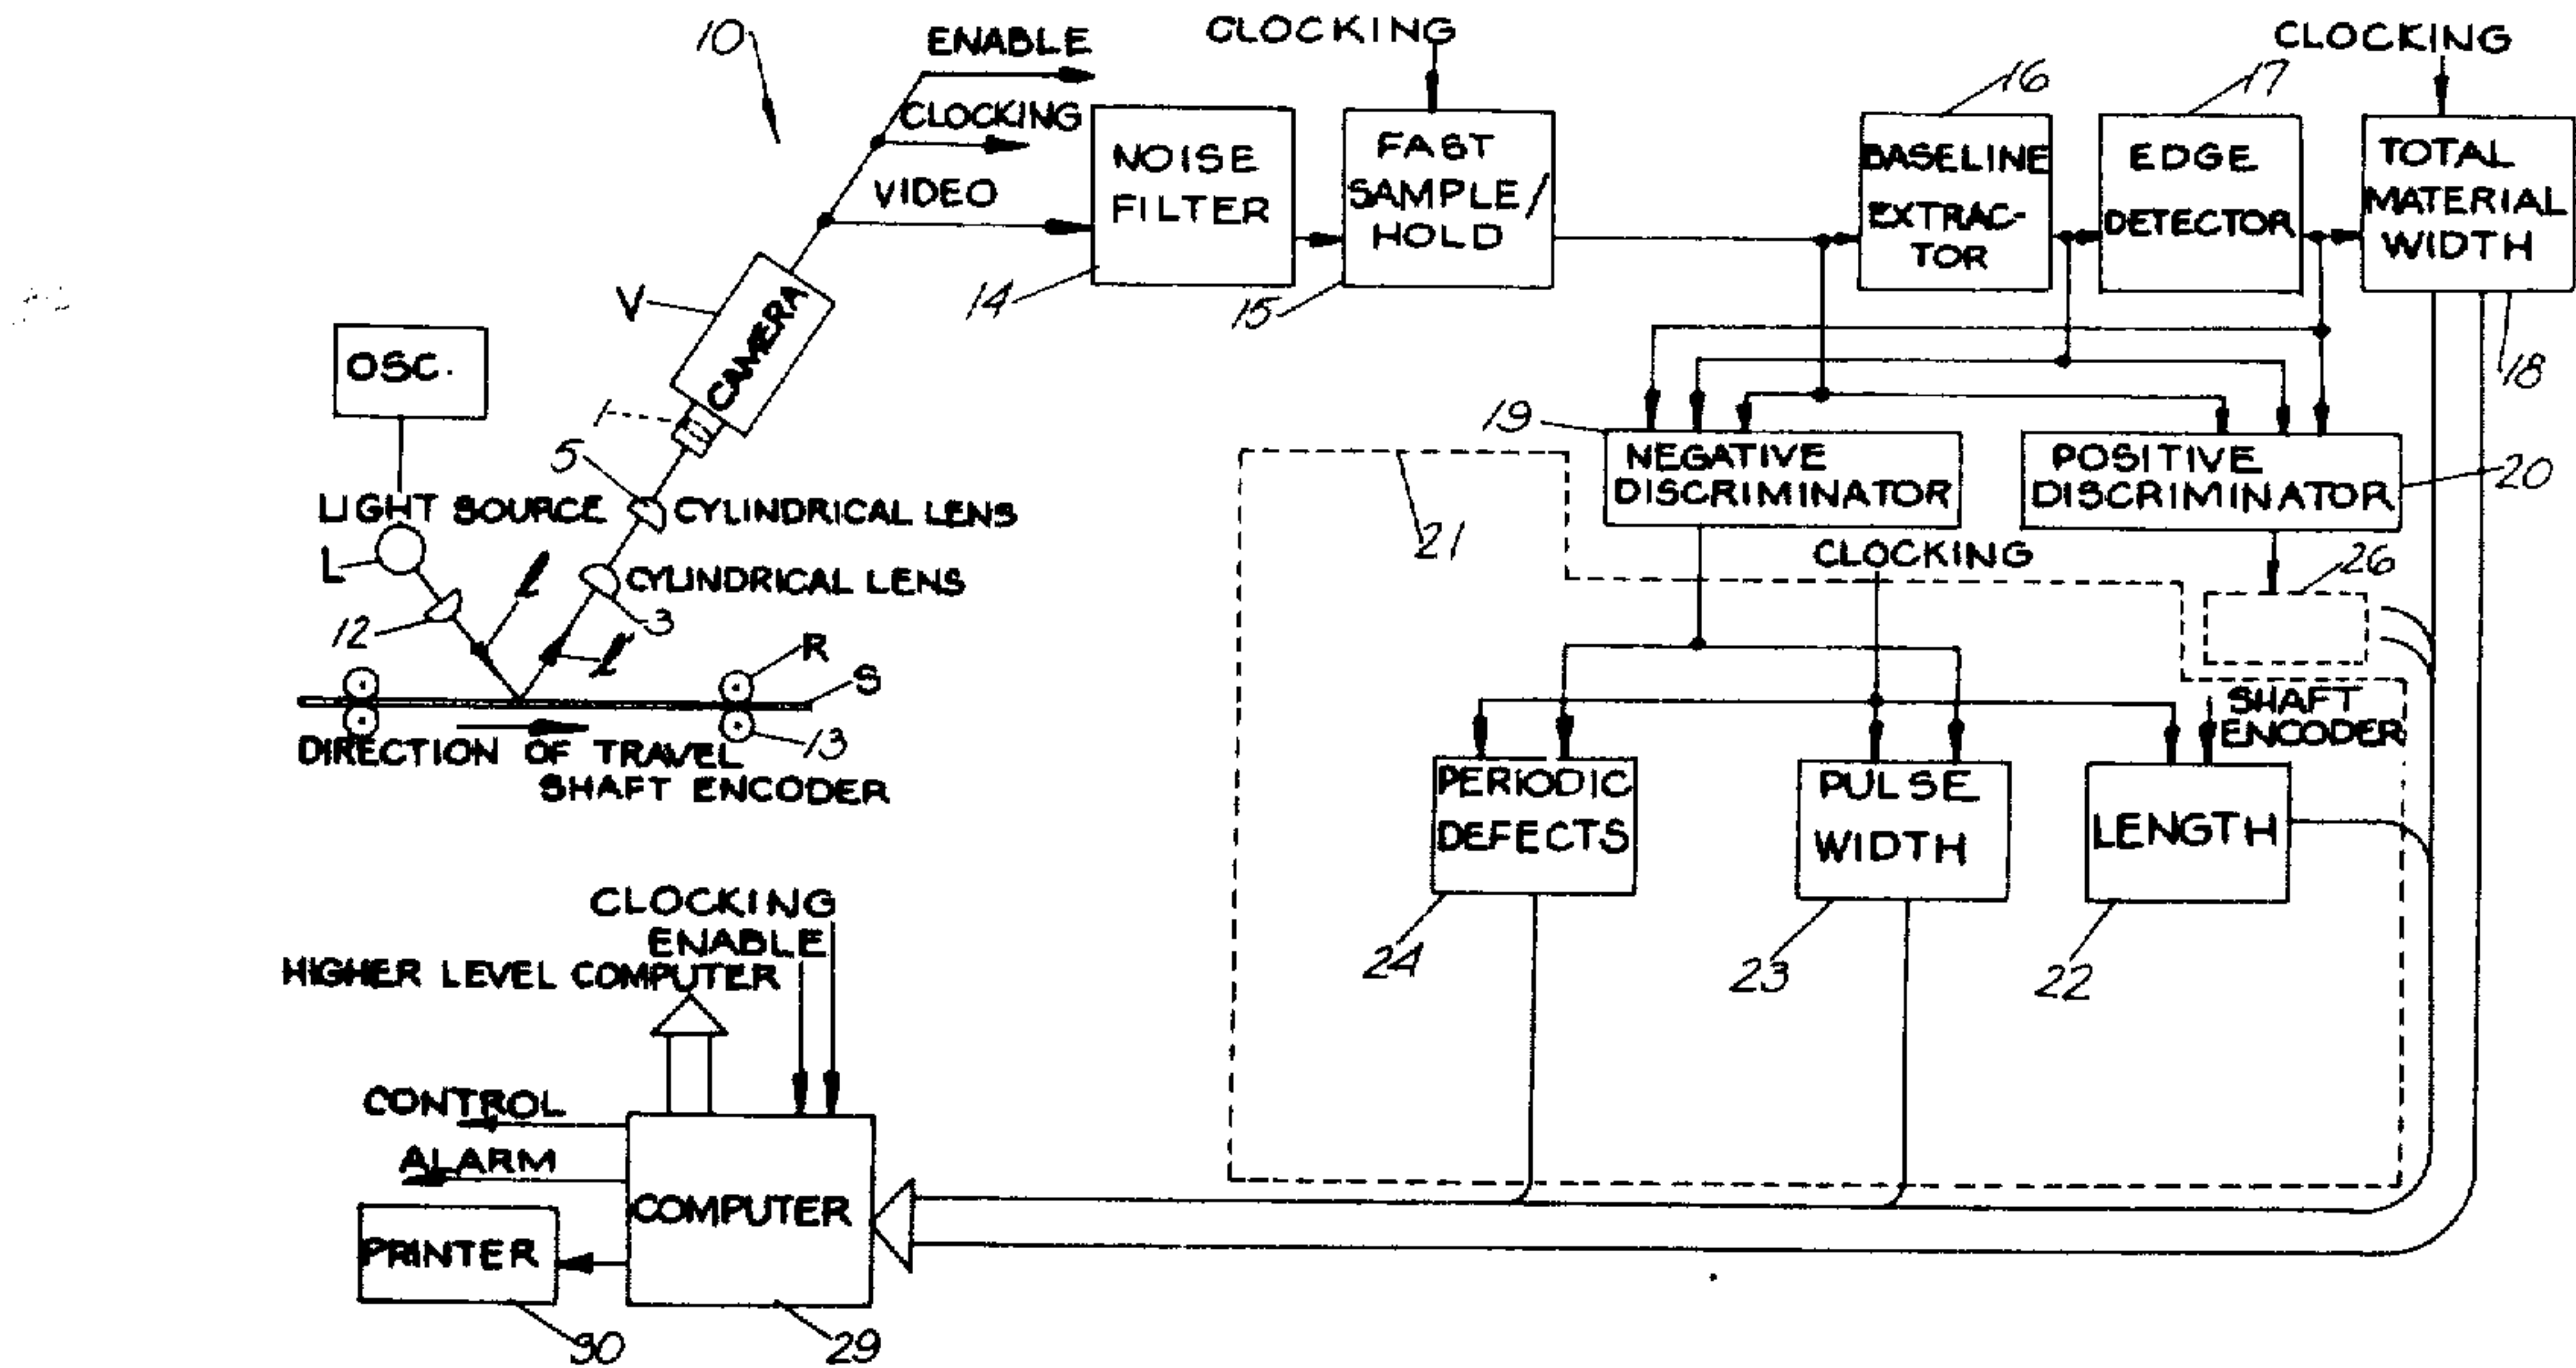 10
ENABLE
CLOCKING
VIDEO
CLOCKING
CLOCKING
NOISE
FILTER
14
FAST
SAMPLE/
HOLD
15
16
BASELINE
EXTRAC-
TOR
17
EDGE
DETECTOR
TOTAL
MATERIAL
WIDTH
18
V
CAMERA
OSC.
5
LIGHT SOURCE
CYLINDRICAL LENS
L
l
CYLINDRICAL LENS
12
3
l'
R
S
13
DIRECTION OF TRAVEL
SHAFT ENCODER
19
NEGATIVE
DISCRIMINATOR
POSITIVE
DISCRIMINATOR
20
21
CLOCKING
26
SHAFT
ENCODER
PERIODIC
DEFECTS
24
PULSE
WIDTH
23
LENGTH
22
CLOCKING
ENABLE
HIGHER LEVEL COMPUTER
CONTROL
ALARM
COMPUTER
29
PRINTER
30